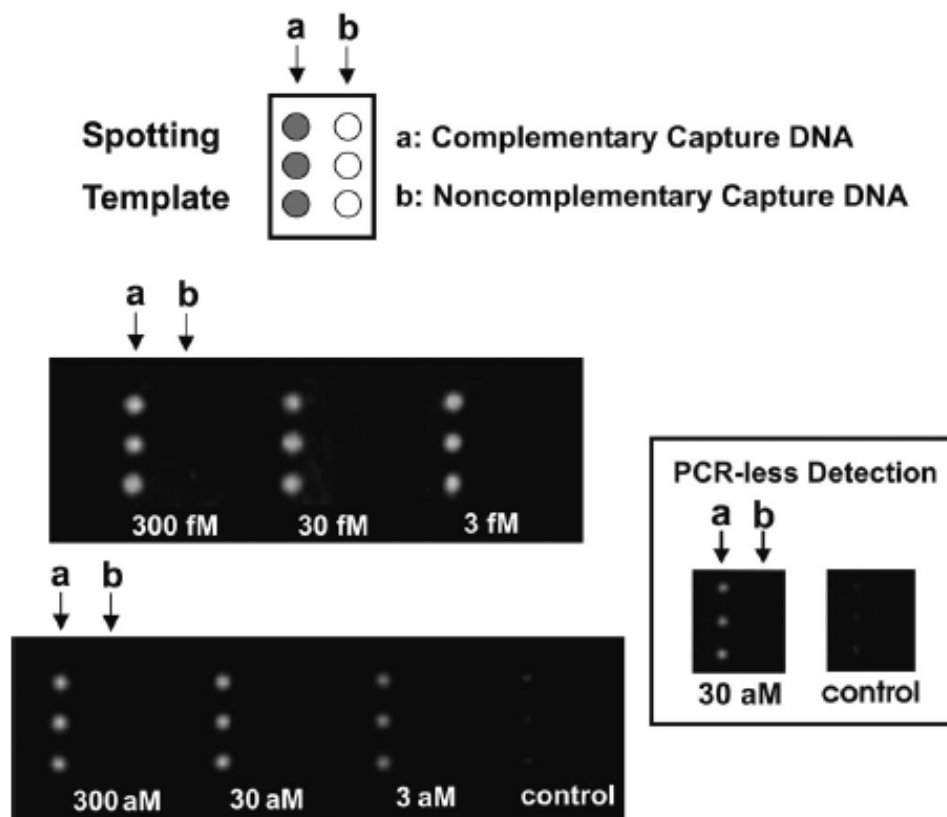 a b
Spotting
Template
a: Complementary Capture DNA
b: Noncomplementary Capture DNA
a b
300 fM 30 fM 3 fM
PCR-less Detection
a b
30 aM control
a b
300 aM 30 aM 3 aM control